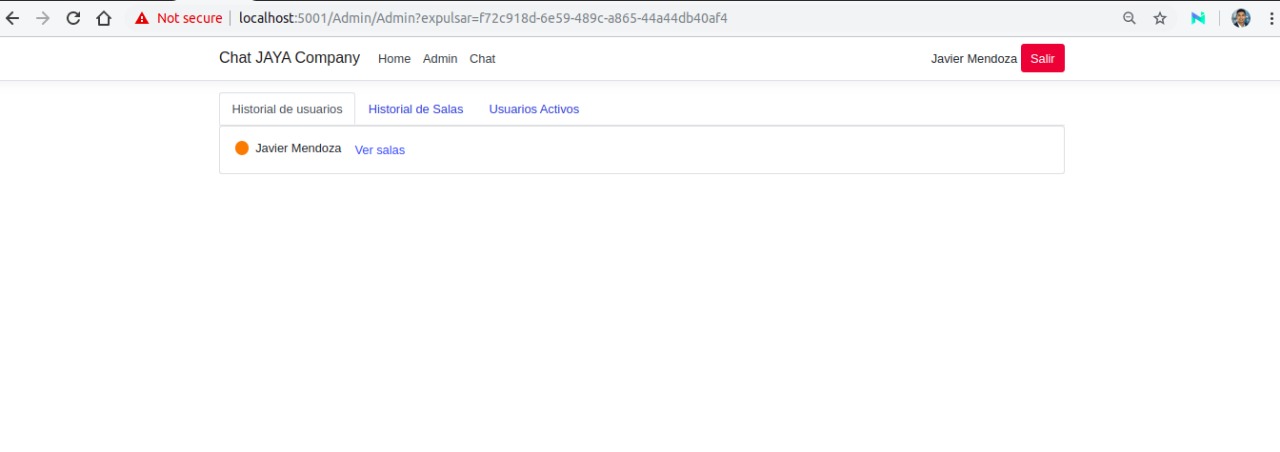 Not secure | localhost:5001/Admin/Admin?expulsar=f72c918d-6e59-489c-a865-44a44db40af4
Chat JAYA Company Home Admin Chat Javier Mendoza Salir
Historial de usuarios Historial de Salas Usuarios Activos
Javier Mendoza Ver salas